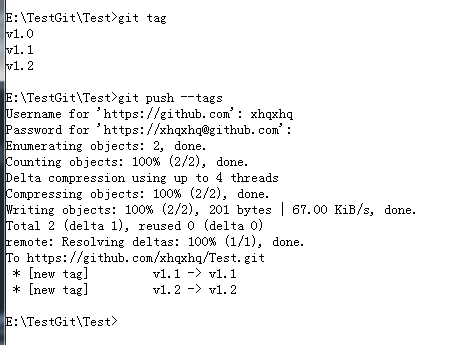 E:\TestGit\Test>git tag
v1.0
v1.1
v1.2
E:\TestGit\Test>git push --tags
Username for 'https://github.com': xhqxhq
Password for 'https://xhqxhq@github.com':
Enumerating objects: 2, done.
Counting objects: 100% (2/2), done.
Delta compression using up to 4 threads
Compressing objects: 100% (2/2), done.
Writing objects: 100% (2/2), 201 bytes | 67.00 KiB/s, done.
Total 2 (delta 1), reused 0 (delta 0)
remote: Resolving deltas: 100% (1/1), done.
To https://github.com/xhqxhq/Test.git
 * [new tag]         v1.1 -> v1.1
 * [new tag]         v1.2 -> v1.2
E:\TestGit\Test>